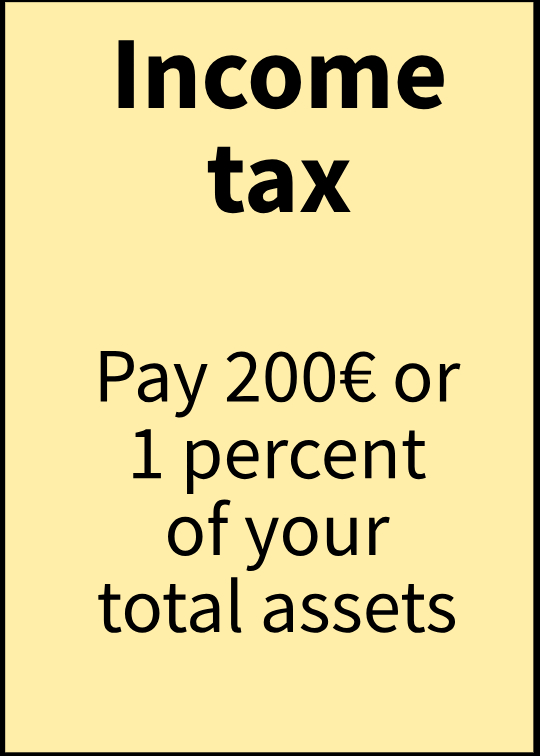 Income
tax
Pay 200€ or
1 percent
of your
total assets